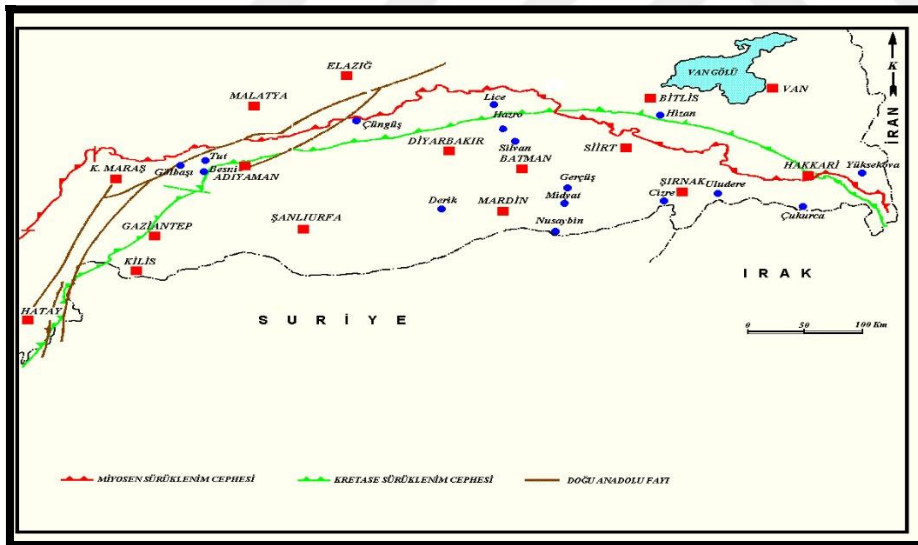 ELAZIĞ
VAN GÖLÜ
K
MALATYA
BİTLİS
VAN
İRAN
Lice
Hazro
Hizan
Çüngüş
DİYARBAKIR
Silvan
SİİRT
BATMAN
Tut
K. MARAŞ
Gölbaşı
Besni
ADIYAMAN
HAKKARİ
Yüksekova
Gerçüş
ŞIRNAK
Uludere
Midyat
Cizre
Derik
MARDİN
Çukurca
ŞANLIURFA
Nusaybin
GAZİANTEP
KİLİS
IRAK
HATAY
SURİYE
0 50 100 Km
MİYOSEN SÜRÜKLENİM CEPHESİ
KRETASE SÜRÜKLENİM CEPHESİ
DOĞU ANADOLU FAYI